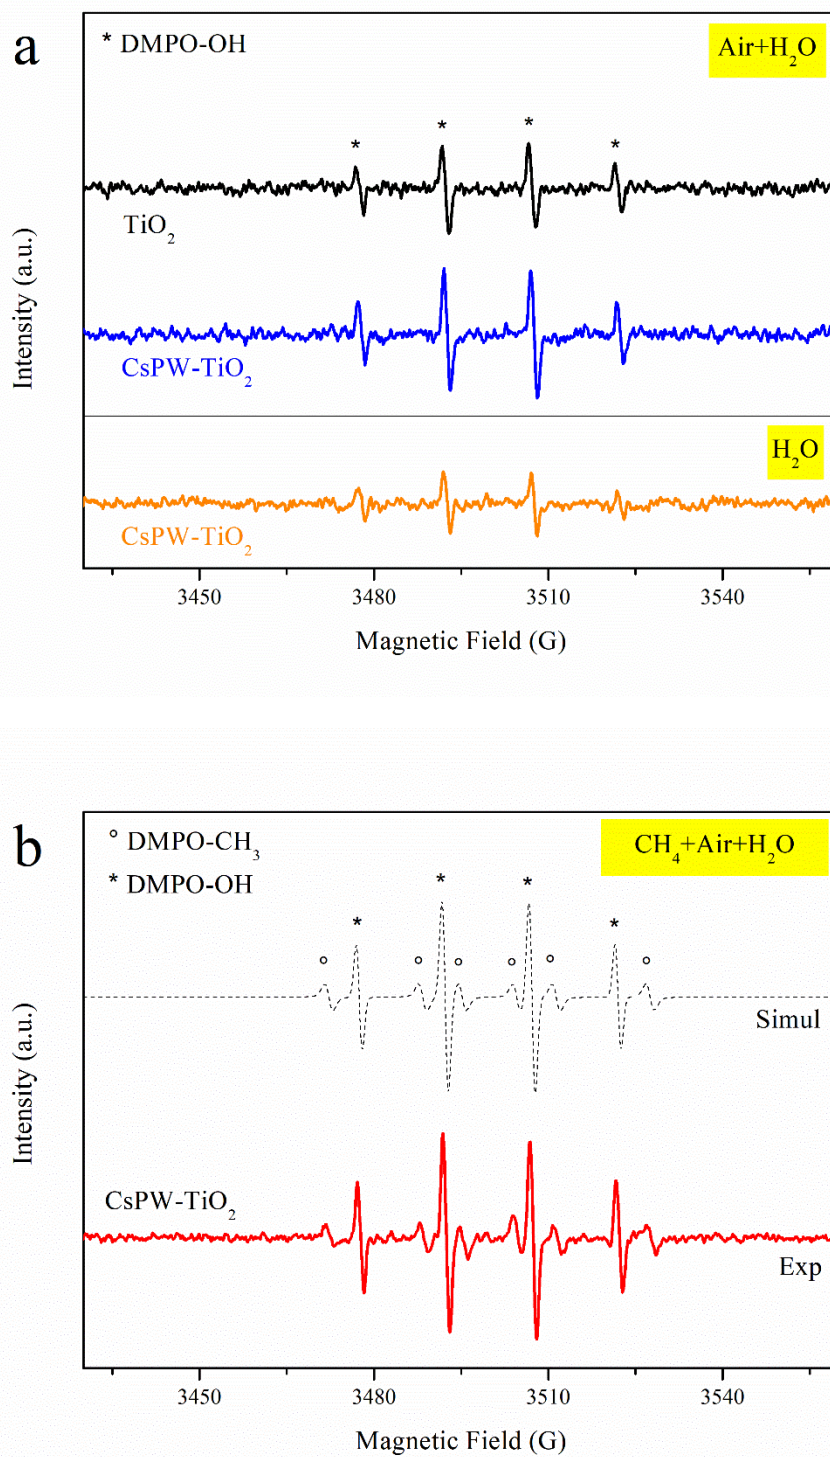 a
* DMPO-OH
Air+H₂O
TiO₂
CsPW-TiO₂
H₂O
CsPW-TiO₂
Intensity (a.u.)
3450 3480 3510 3540
Magnetic Field (G)
b
° DMPO-CH₃
CH₄+Air+H₂O
* DMPO-OH
Simul
Intensity (a.u.)
CsPW-TiO₂
Exp
3450 3480 3510 3540
Magnetic Field (G)